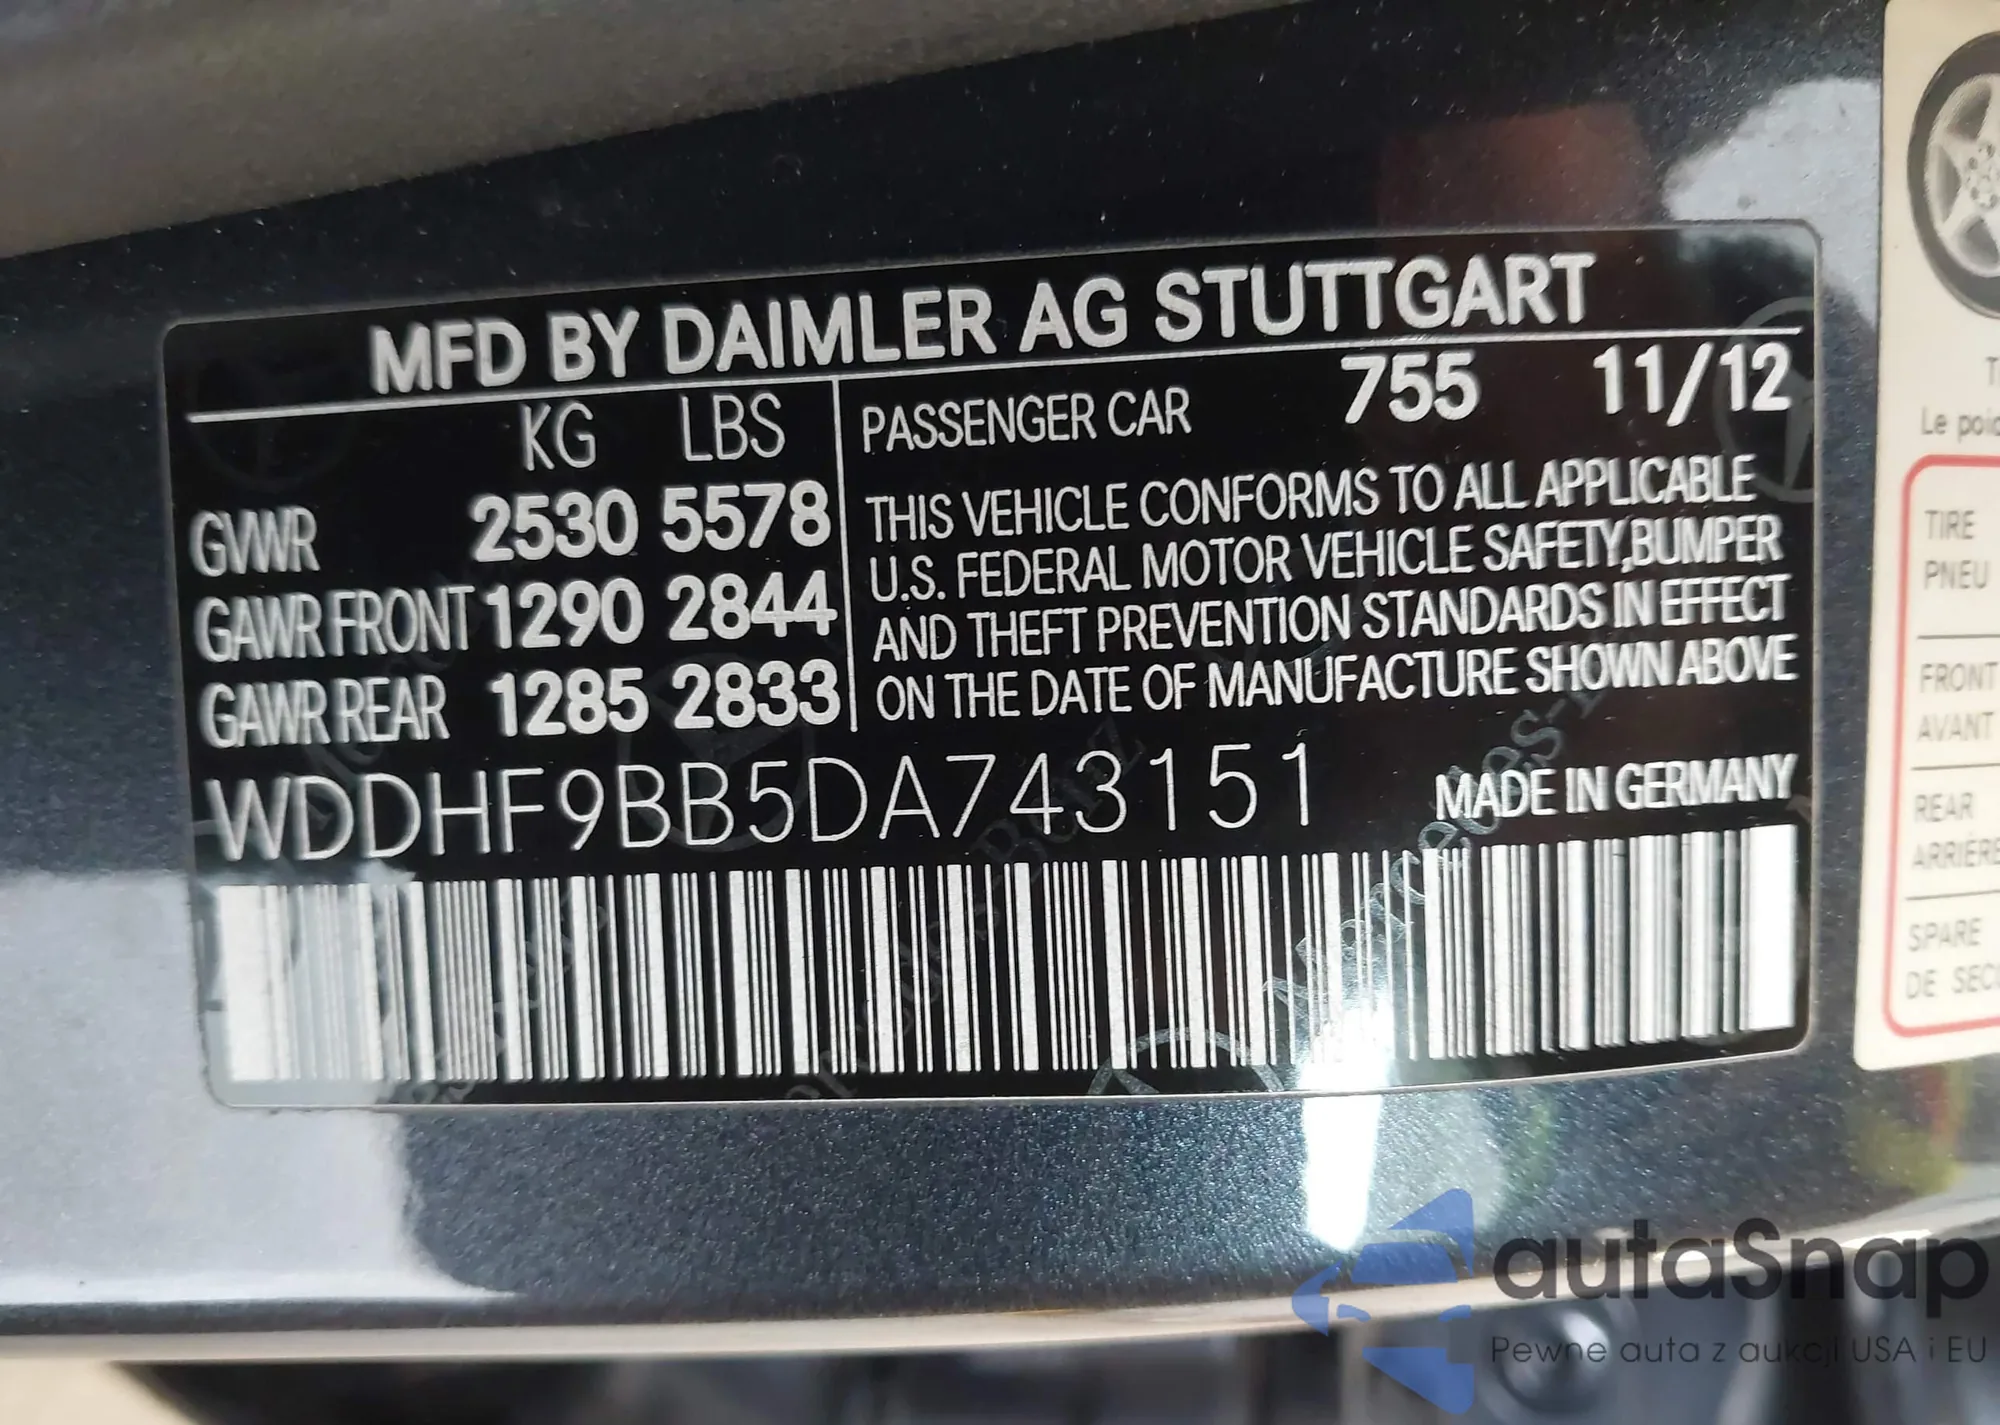 MFD BY DAIMLER AG STUTTGART
KG LBS
GVWR 2530 5578
GAWR FRONT 1290 2844
GAWR REAR 1285 2833
PASSENGER CAR 755 11/12
THIS VEHICLE CONFORMS TO ALL APPLICABLE
U.S. FEDERAL MOTOR VEHICLE SAFETY,BUMPER
AND THEFT PREVENTION STANDARDS IN EFFECT
ON THE DATE OF MANUFACTURE SHOWN ABOVE
WDDHF9BB5DA743151 MADE IN GERMANY
Le
TIRE
PNEU
FRONT
AVANT
REAR
ARRIÈRE
SPARE
DE
autaSnap
Pewne auta z aukcji USA i EU